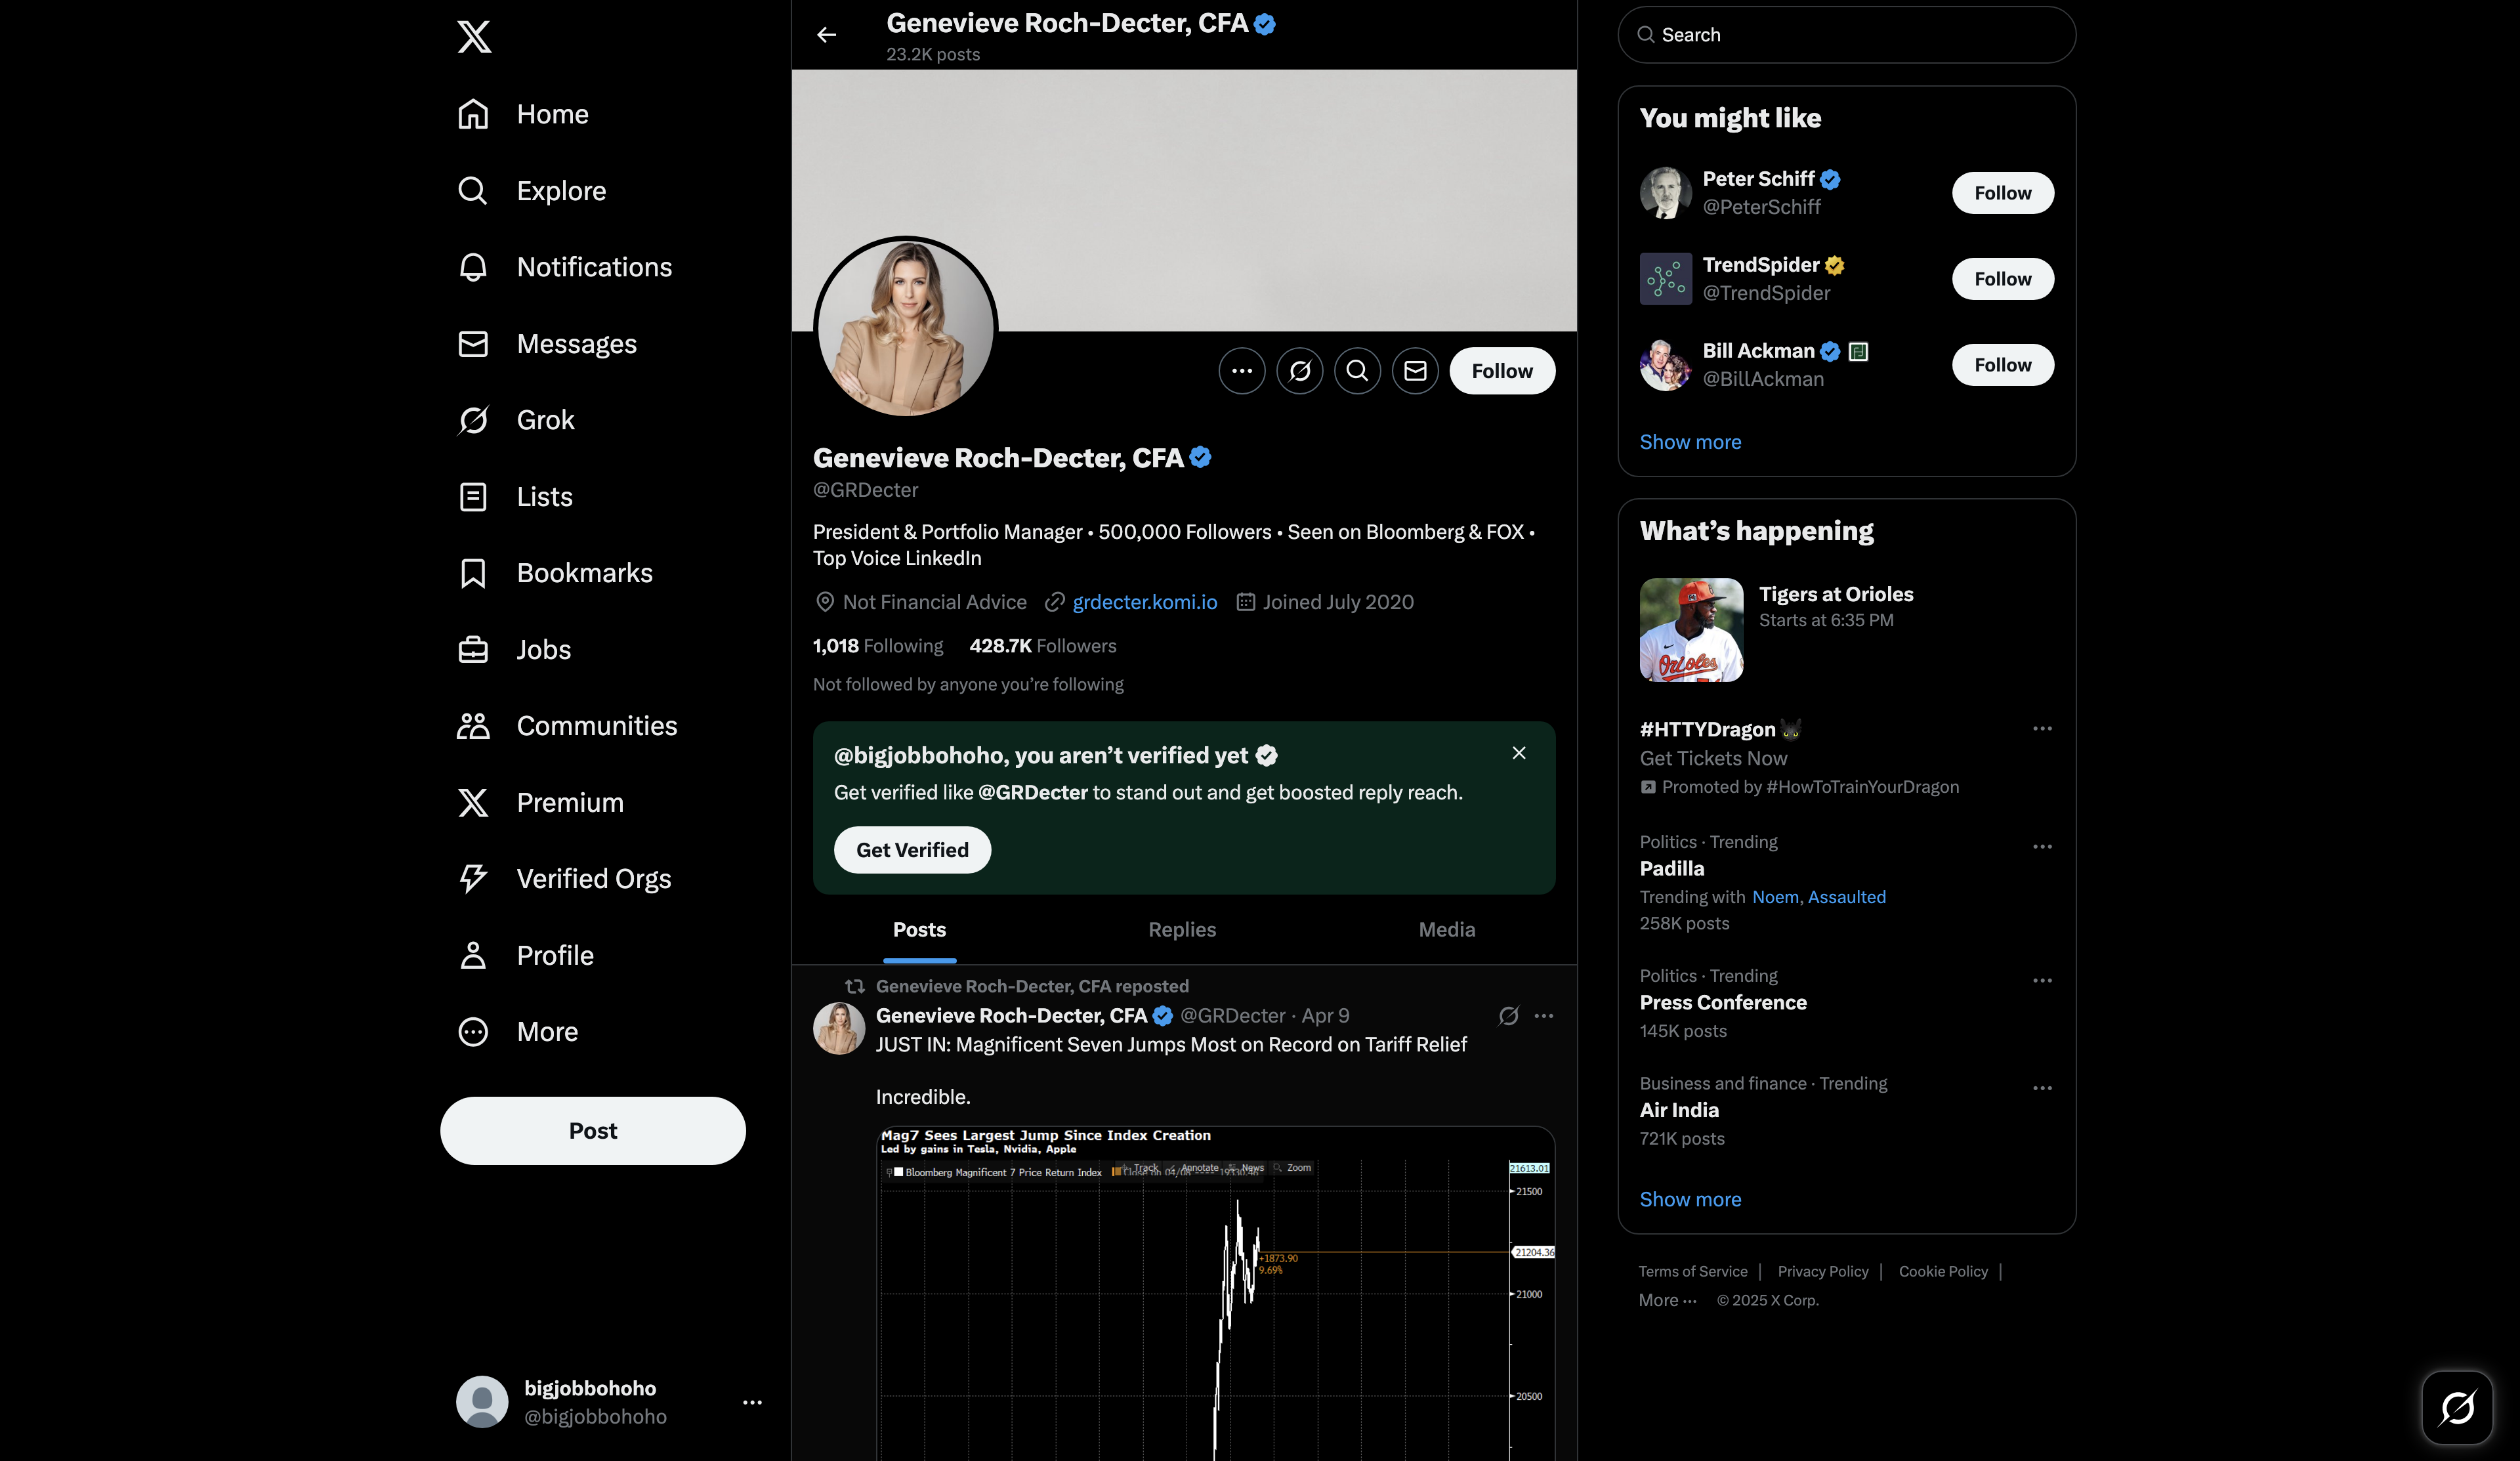 Home
Explore
Notifications
Messages
Grok
Lists
Bookmarks
Jobs
Communities
Premium
Verified Orgs
Profile
More
Post
bigjobbohoho
@bigjobbohoho
Genevieve Roch-Decter, CFA
23.2K posts
Follow
Genevieve Roch-Decter, CFA
@GRDecter
President & Portfolio Manager • 500,000 Followers • Seen on Bloomberg & FOX •
Top Voice LinkedIn
Not Financial Advice grdecter.komi.io Joined July 2020
1,018 Following 428.7K Followers
Not followed by anyone you’re following
@bigjobbohoho, you aren’t verified yet
Get verified like @GRDecter to stand out and get boosted reply reach.
Get Verified
Posts Replies Media
Genevieve Roch-Decter, CFA reposted
Genevieve Roch-Decter, CFA @GRDecter · Apr 9
JUST IN: Magnificent Seven Jumps Most on Record on Tariff Relief
Incredible.
Mag7 Sees Largest Jump Since Index Creation
Led by gains in Tesla, Nvidia, Apple
Track Annotate News Zoom
Bloomberg Magnificent 7 Price Return Index
21613.01
21500
21204.36
+1873.90
9.69%
21000
20500
Search
You might like
Peter Schiff
@PeterSchiff
Follow
TrendSpider
@TrendSpider
Follow
Bill Ackman
@BillAckman
Follow
Show more
What’s happening
Orioles
Tigers at Orioles
Starts at 6:35 PM
#HTTYDragon
Get Tickets Now
Promoted by #HowToTrainYourDragon
Politics · Trending
Padilla
Trending with Noem, Assaulted
258K posts
Politics · Trending
Press Conference
145K posts
Business and finance · Trending
Air India
721K posts
Show more
Terms of Service | Privacy Policy | Cookie Policy |
More ··· © 2025 X Corp.